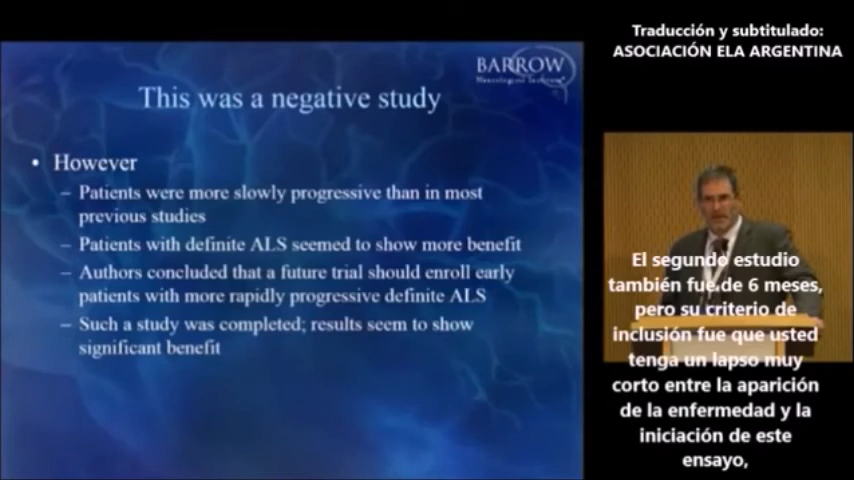 Traducción y subtitulado:
ASOCIACIÓN ELA ARGENTINA
BARROW
Neurological Institute
This was a negative study
• However
– Patients were more slowly progressive than in most
previous studies
– Patients with definite ALS seemed to show more benefit
– Authors concluded that a future trial should enroll early
patients with more rapidly progressive definite ALS
– Such a study was completed; results seem to show
significant benefit
El segundo estudio
también fue de 6 meses,
pero su criterio de
inclusión fue que usted
tenga un lapso muy
corto entre la aparición
de la enfermedad y la
iniciación de este
ensayo,